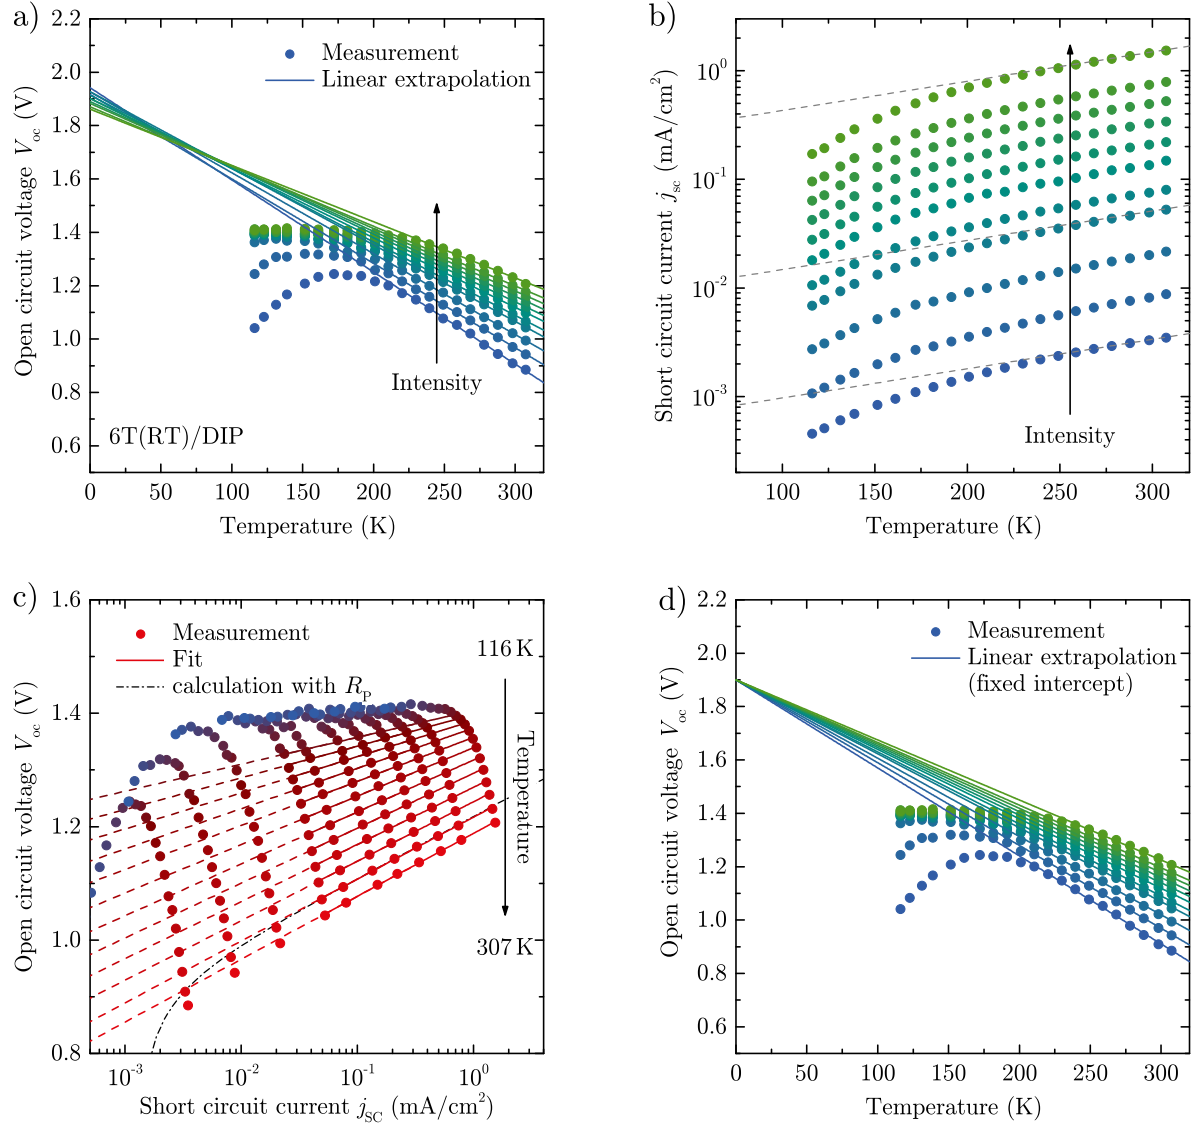 a)
2.2
2.0
1.8
1.6
1.4
1.2
1.0
0.8
0.6
Open circuit voltage Voc (V)
Measurement
Linear extrapolation
Intensity
6T(RT)/DIP
0 50 100 150 200 250 300
Temperature (K)
b)
10^0
10^-1
10^-2
10^-3
Short circuit current jsc (mA/cm²)
Intensity
100 150 200 250 300
Temperature (K)
c)
1.6
1.4
1.2
1.0
0.8
Open circuit voltage Voc (V)
Measurement
Fit
calculation with RP
116 K
Temperature
307 K
10^-3 10^-2 10^-1 10^0
Short circuit current jSC (mA/cm²)
d)
2.2
2.0
1.8
1.6
1.4
1.2
1.0
0.8
0.6
Open circuit voltage Voc (V)
Measurement
Linear extrapolation
(fixed intercept)
0 50 100 150 200 250 300
Temperature (K)